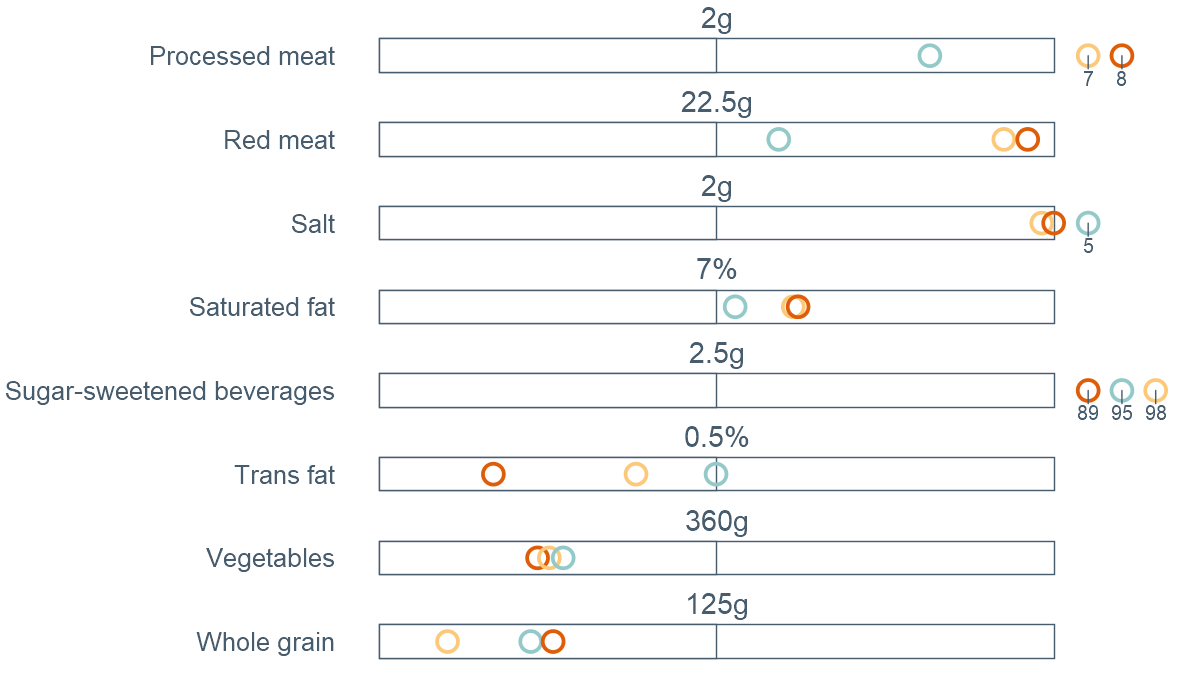 2g
Processed meat
7 8
22.5g
Red meat
2g
Salt
5
7%
Saturated fat
2.5g
Sugar-sweetened beverages
89 95 98
0.5%
Trans fat
360g
Vegetables
125g
Whole grain